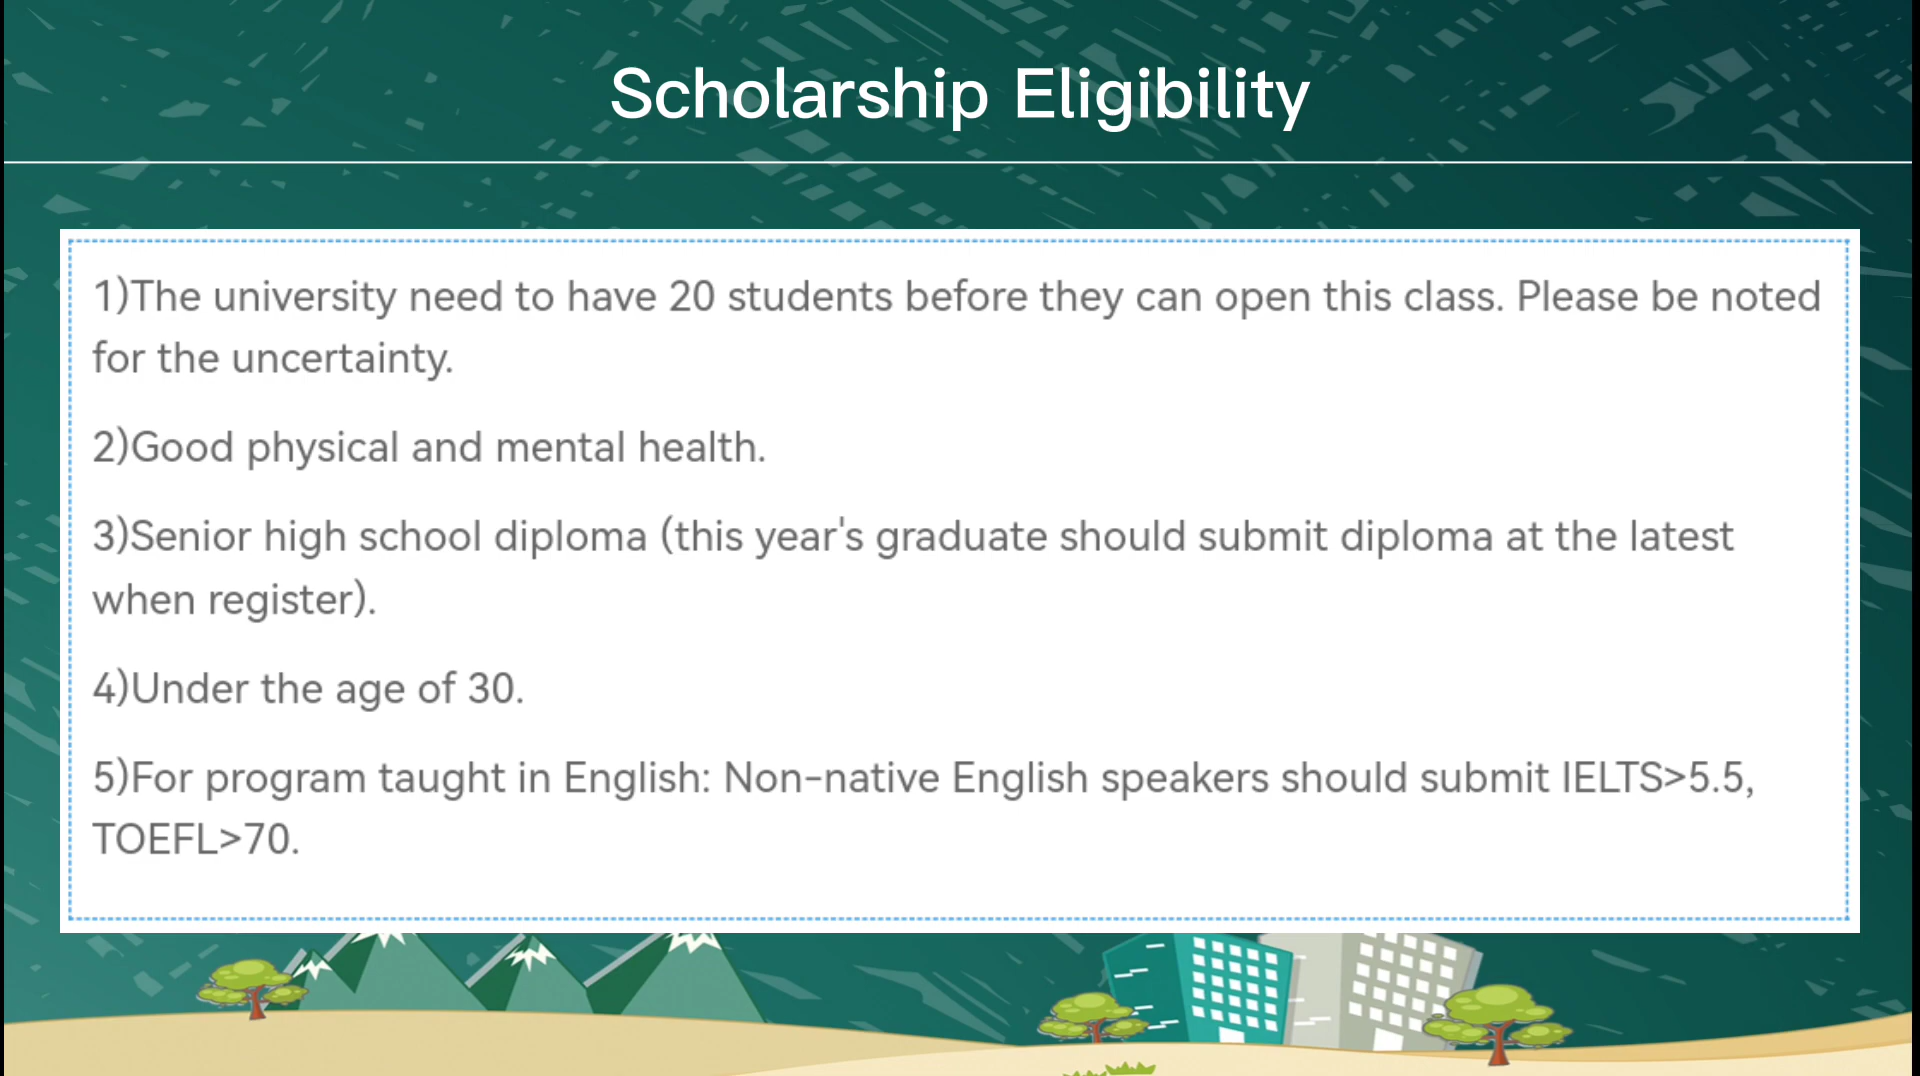 Scholarship Eligibility
1)The university need to have 20 students before they can open this class. Please be noted
for the uncertainty.
2)Good physical and mental health.
3)Senior high school diploma (this year's graduate should submit diploma at the latest
when register).
4)Under the age of 30.
5)For program taught in English: Non-native English speakers should submit IELTS>5.5,
TOEFL>70.